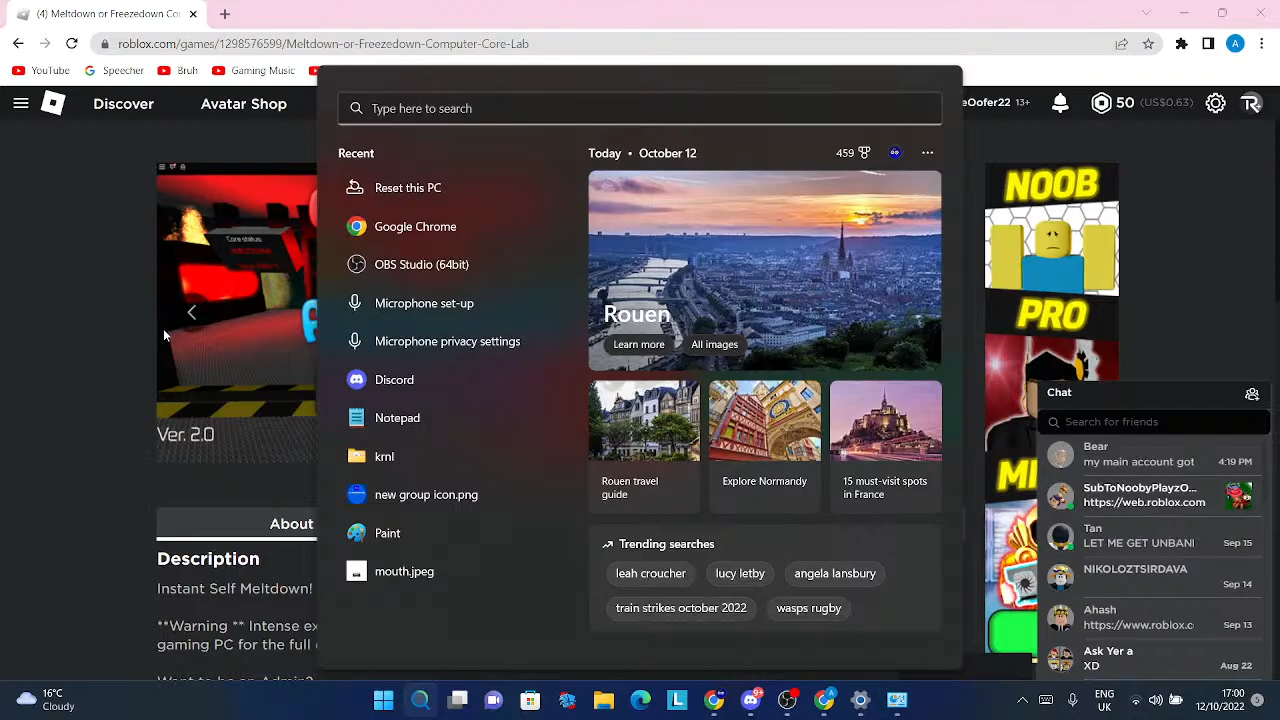 (4) Meltdown or Freezedown Cor
roblox.com/games/1298576599/Meltdown-or-Freezedown-Computer-Core-Lab
A
YouTube
Speecher
Bruh
Gaming Music
Discover
Avatar Shop
eOofer22 13+
50 (US$0.63)
Type here to search
Recent
Reset this PC
Google Chrome
OBS Studio (64bit)
Microphone set-up
Microphone privacy settings
Discord
Notepad
krnl
new group icon.png
Paint
mouth.jpeg
Today • October 12
459
Rouen
Learn more
All images
Rouen travel
guide
Explore Normandy
15 must-visit spots
in France
Trending searches
leah croucher
lucy letby
angela lansbury
train strikes october 2022
wasps rugby
Core status:
Ver. 2.0
About
Description
Instant Self Meltdown!
**Warning ** Intense ex
gaming PC for the full
NOOB
PRO
MI
Chat
Search for friends
Bear
my main account got
4:19 PM
SubToNoobyPlayzO...
https://web.roblox.com
Tan
LET ME GET UNBANI
Sep 15
NIKOLOZTSIRDAVA
Sep 14
Ahash
https://www.roblox.c
Sep 13
Ask Yer a
XD
Aug 22
16°C
Cloudy
9+
ENG
UK
17:00
12/10/2022